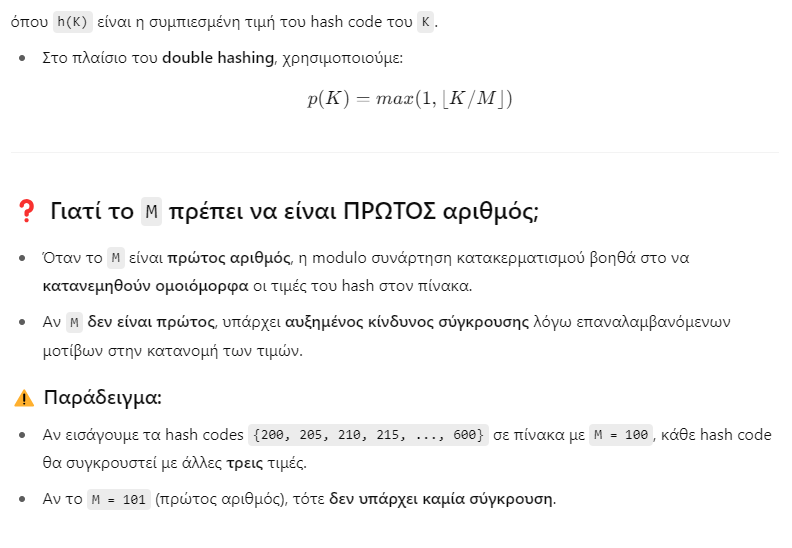 όπου h(K) είναι η συμπιεσμένη τιμή του hash code του K.
• Στο πλαίσιο του double hashing, χρησιμοποιούμε:
p(K) = max(1, ⌊K/M⌋)
❓ Γιατί το M πρέπει να είναι ΠΡΩΤΟΣ αριθμός;
• Όταν το M είναι πρώτος αριθμός, η modulo συνάρτηση κατακερματισμού βοηθά στο να
κατανεμηθούν ομοιόμορφα οι τιμές του hash στον πίνακα.
• Αν M δεν είναι πρώτος, υπάρχει αυξημένος κίνδυνος σύγκρουσης λόγω επαναλαμβανόμενων
μοτίβων στην κατανομή των τιμών.
⚠️ Παράδειγμα:
• Αν εισάγουμε τα hash codes {200, 205, 210, 215, ..., 600} σε πίνακα με M = 100, κάθε hash code
θα συγκρουστεί με άλλες τρεις τιμές.
• Αν το M = 101 (πρώτος αριθμός), τότε δεν υπάρχει καμία σύγκρουση.